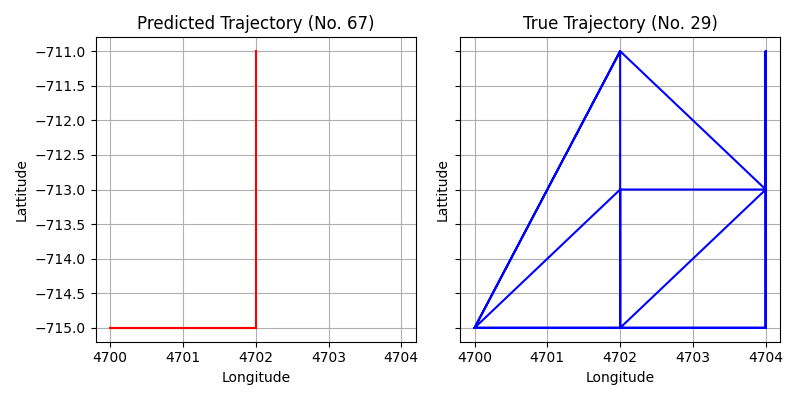 Predicted Trajectory (No. 67)
−711.0
−711.5
−712.0
−712.5
−713.0
−713.5
−714.0
−714.5
−715.0
Lattitude
4700 4701 4702 4703 4704
Longitude
True Trajectory (No. 29)
Lattitude
4700 4701 4702 4703 4704
Longitude